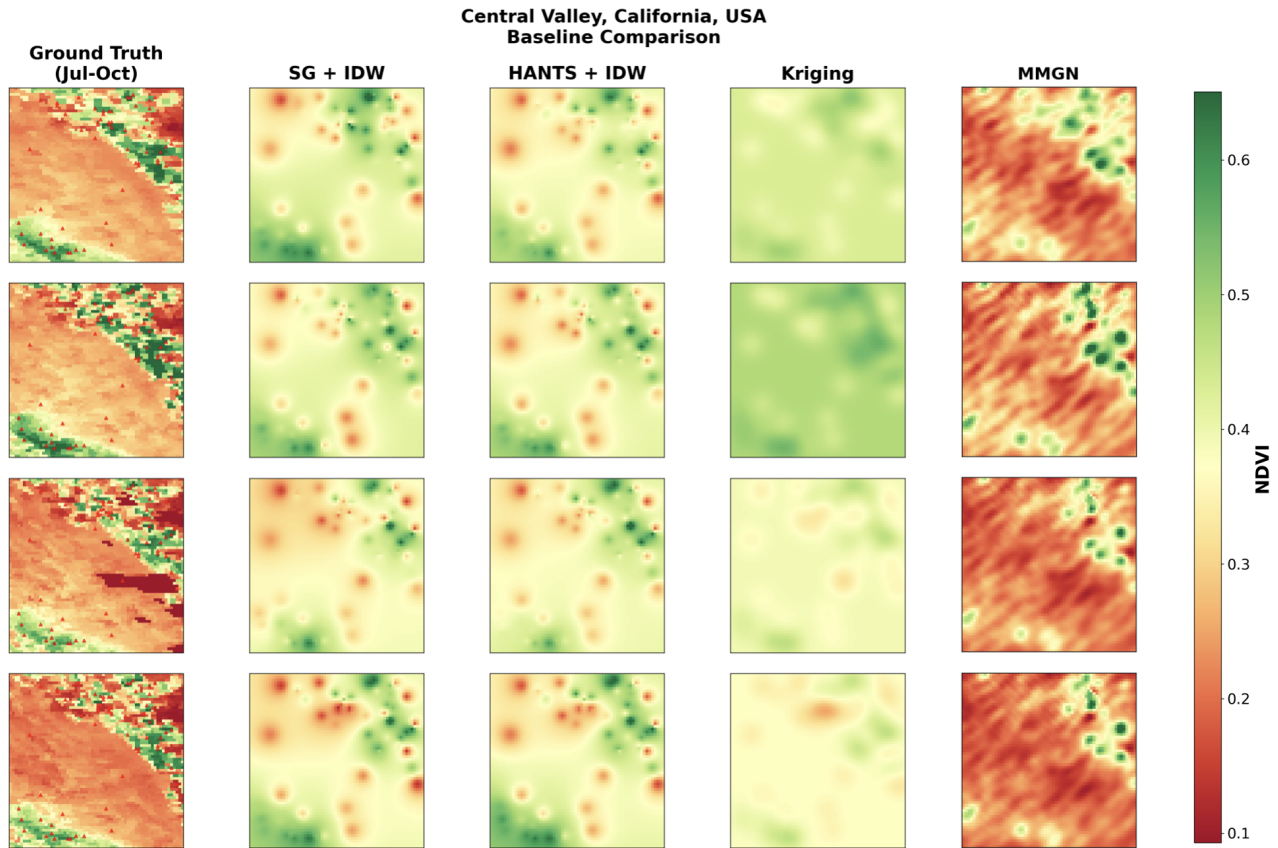 Central Valley, California, USA
Baseline Comparison
Ground Truth
(Jul-Oct)
SG + IDW
HANTS + IDW
Kriging
MMGN
0.6
0.5
0.4
0.3
0.2
0.1
NDVI